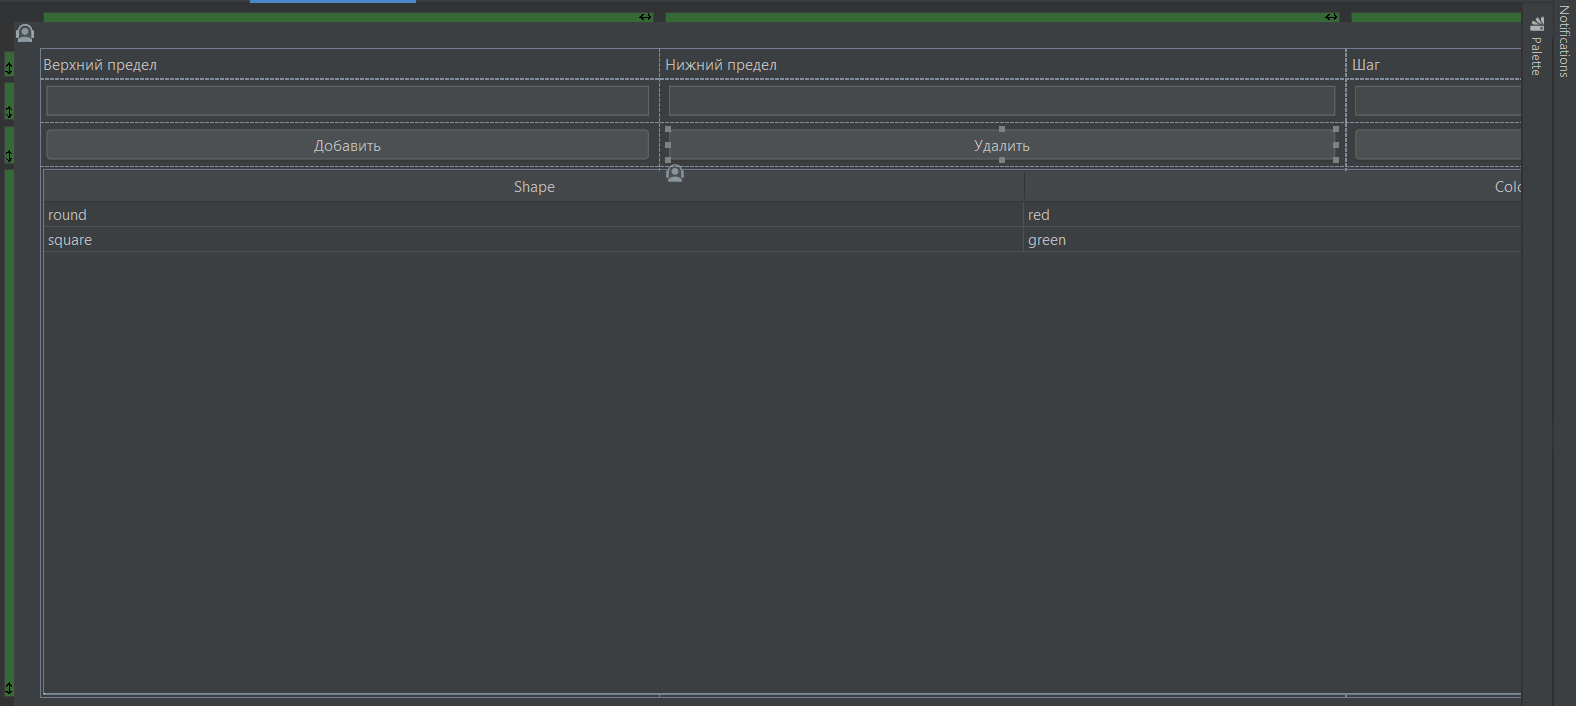 Верхний предел
Нижний предел
Шаг
Добавить
Удалить
Shape
round
red
square
green
Palette
Notifications